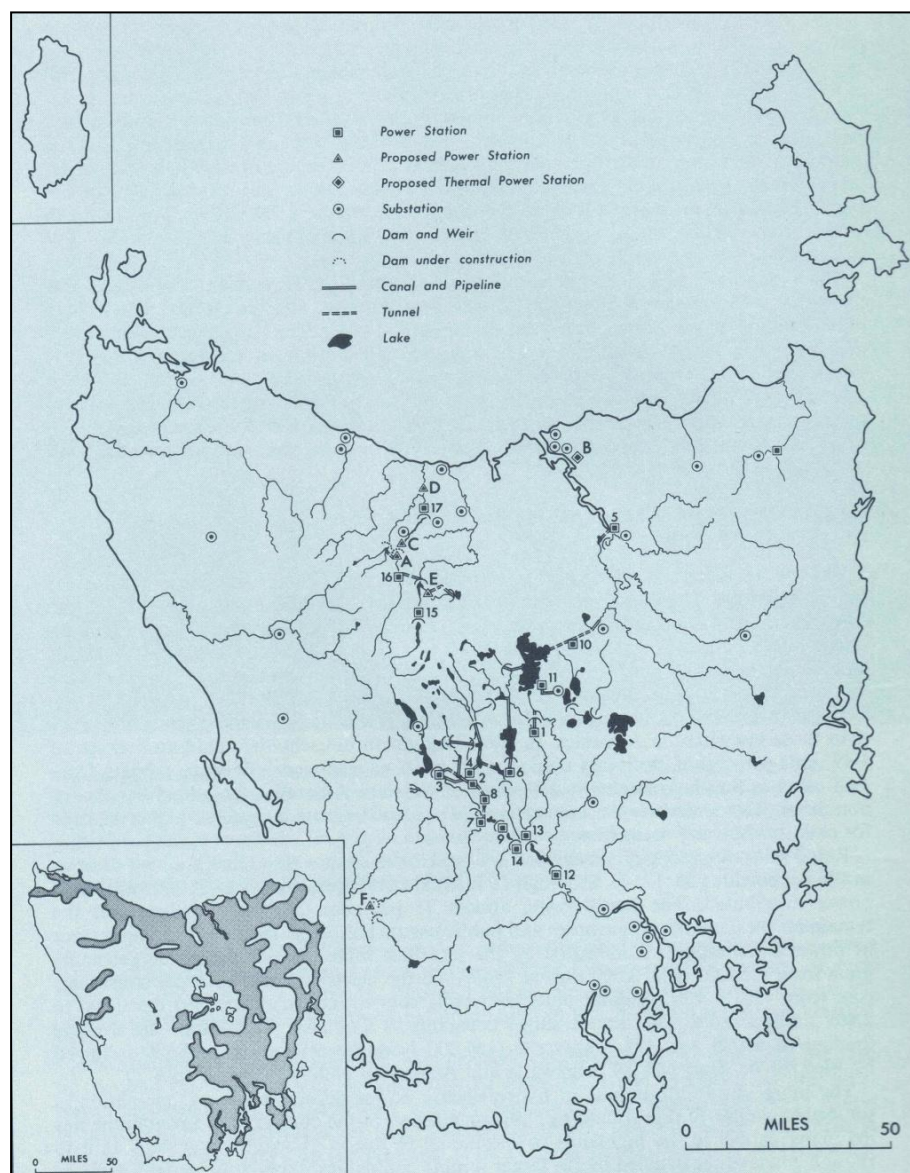 Power Station
Proposed Power Station
Proposed Thermal Power Station
Substation
Dam and Weir
Dam under construction
Canal and Pipeline
Tunnel
Lake
B
D
17
5
C
A
16
E
15
10
11
1
4
3
2
6
8
7
9
13
14
12
F
MILES
0
50
0
MILES
50